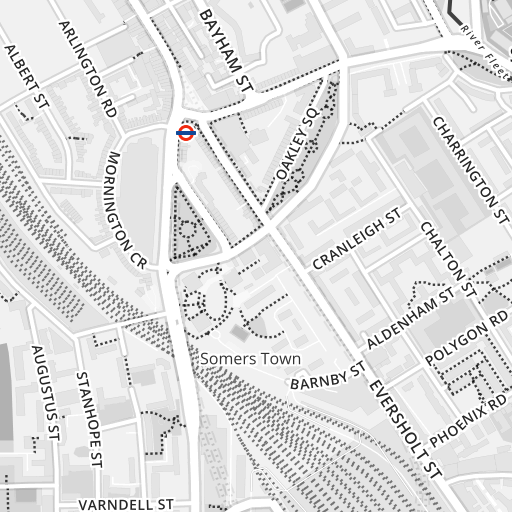 BAYHAM ST
ARLINGTON RD
ALBERT ST
River Fleet
OAKLEY SQ
CHARRINGTON ST
MORNINGTON CR
CRANLEIGH ST
CHALTON ST
ALDENHAM ST
POLYGON RD
Somers Town
BARNBY ST
EVERSHOLT ST
PHOENIX RD
AUGUSTUS ST
STANHOPE ST
VARNDELL ST